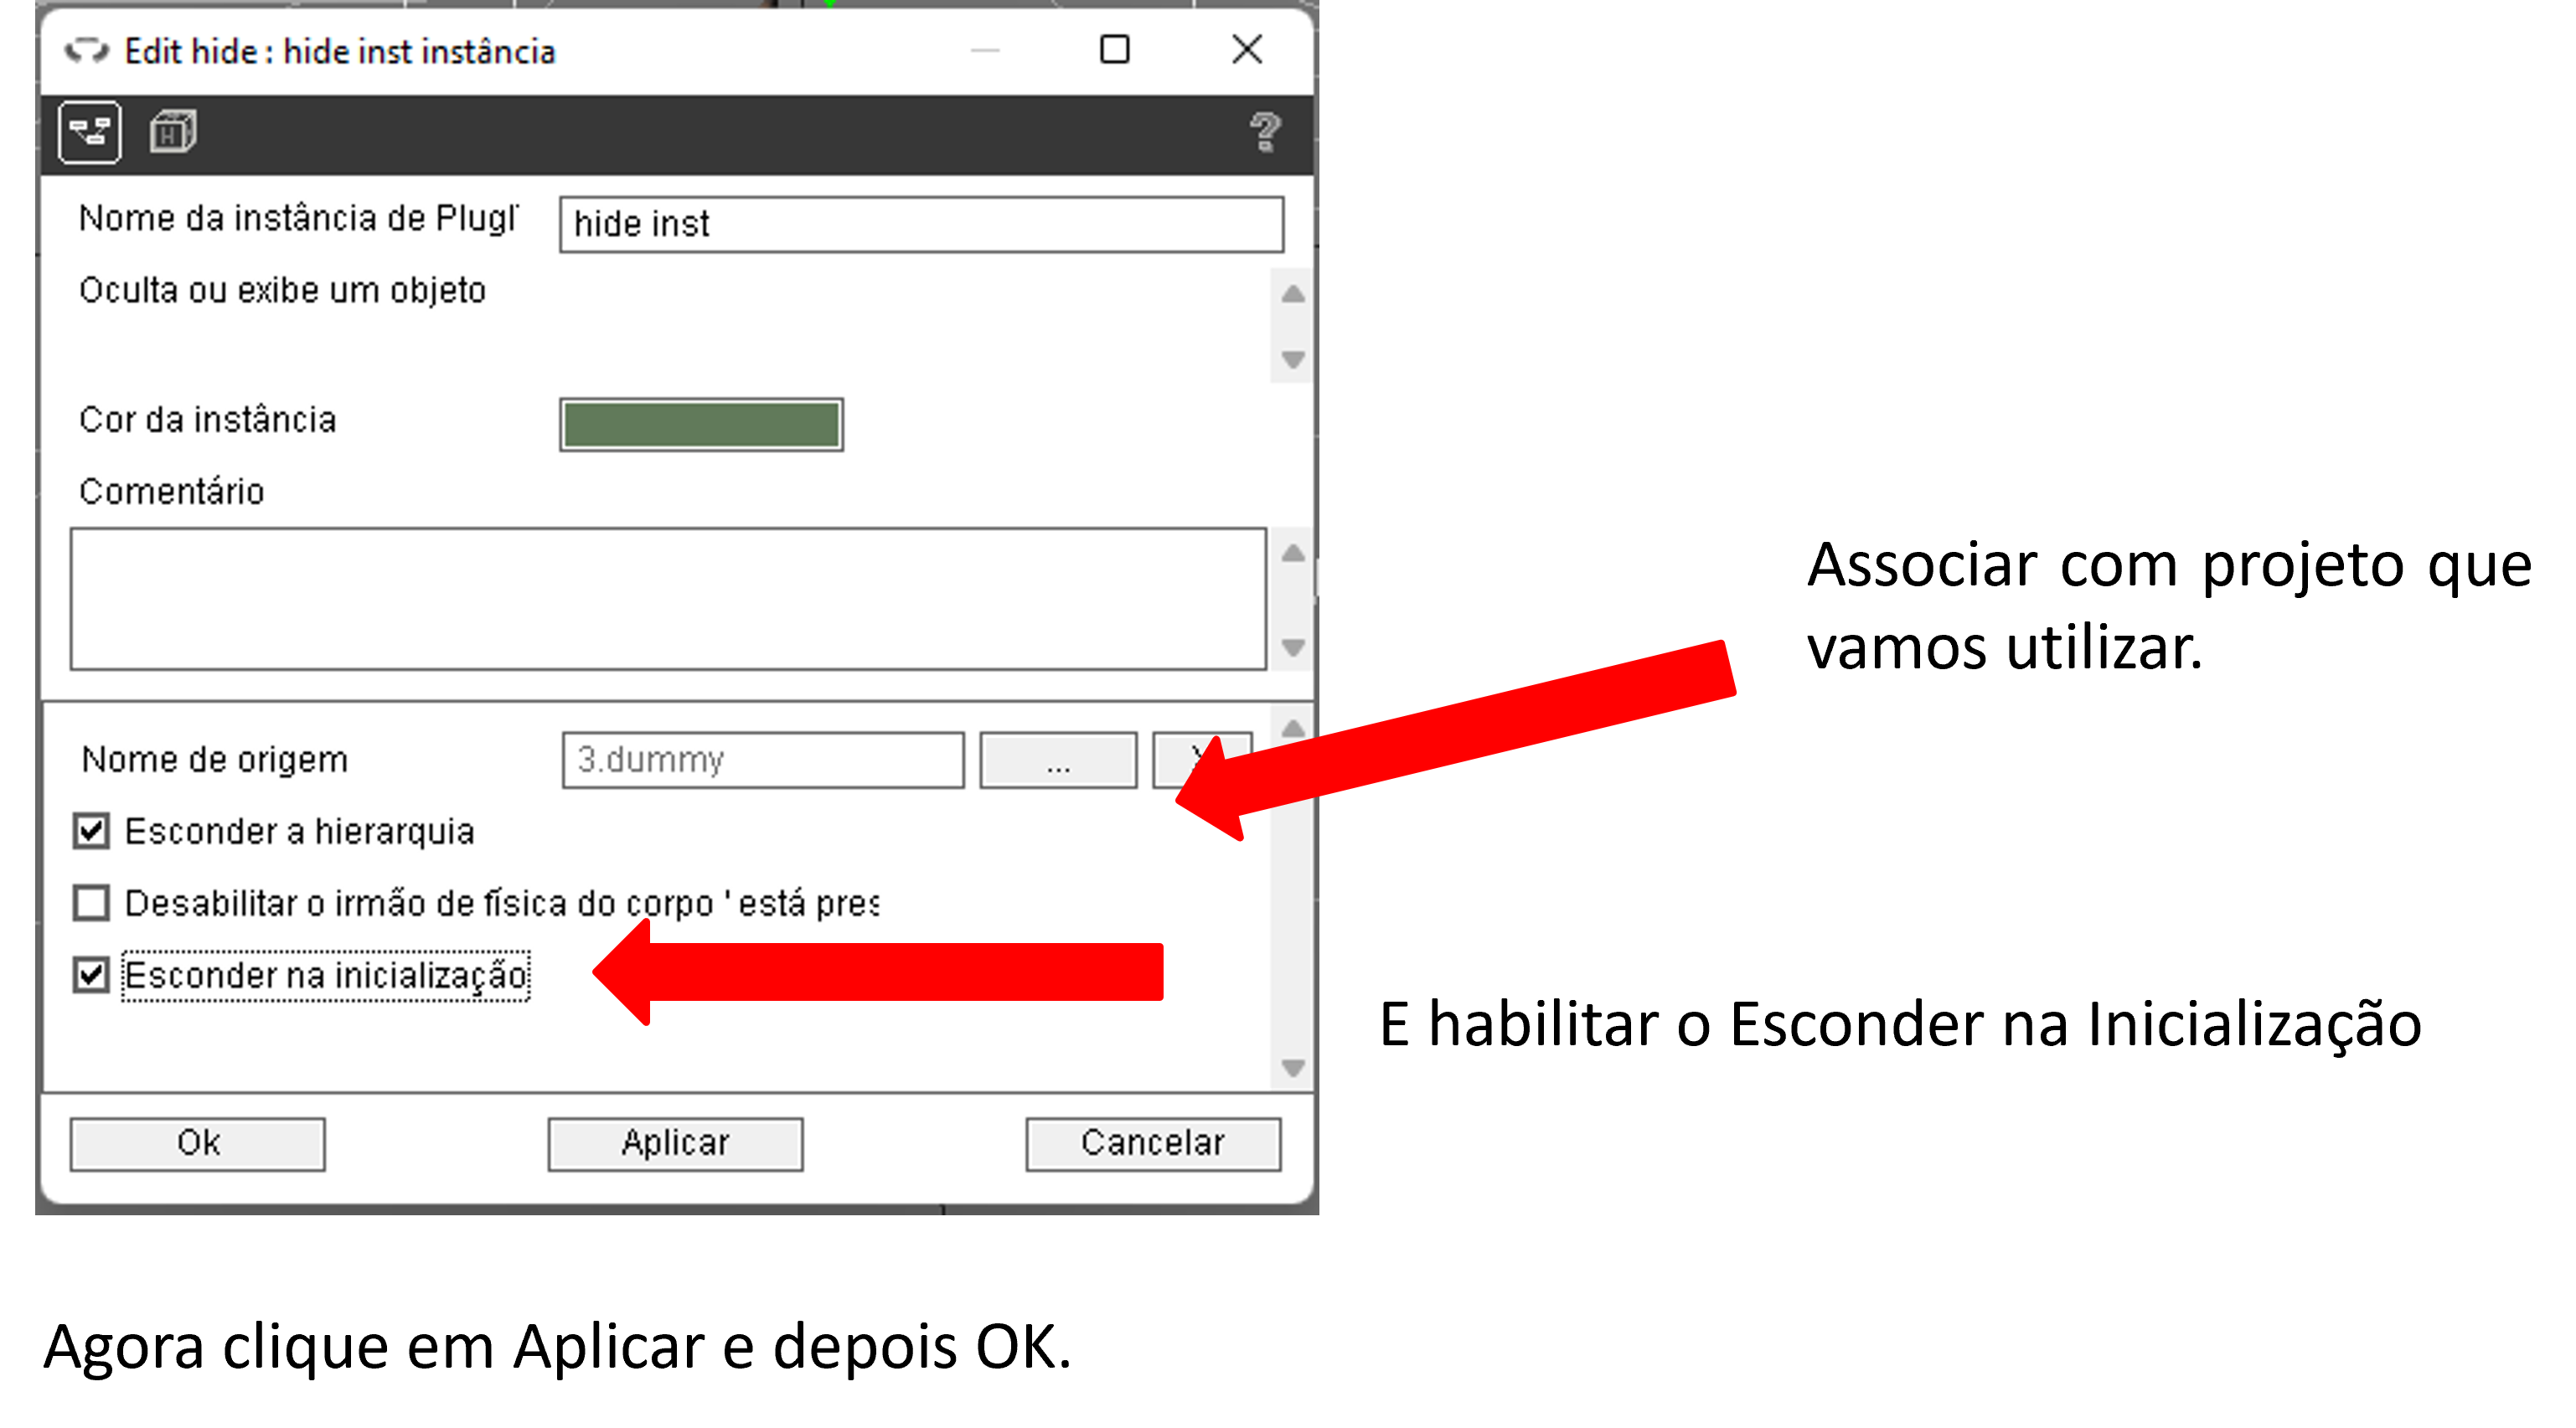 Edit hide : hide inst instância
H
Nome da instância de Plug
hide inst
Oculta ou exibe um objeto
Cor da instância
Comentário
Associar com projeto que
vamos utilizar.
Nome de origem
3.dummy
...
Esconder a hierarquia
Desabilitar o irmão de física do corpo ' está pres
Esconder na inicialização
E habilitar o Esconder na Inicialização
Ok
Aplicar
Cancelar
Agora clique em Aplicar e depois OK.